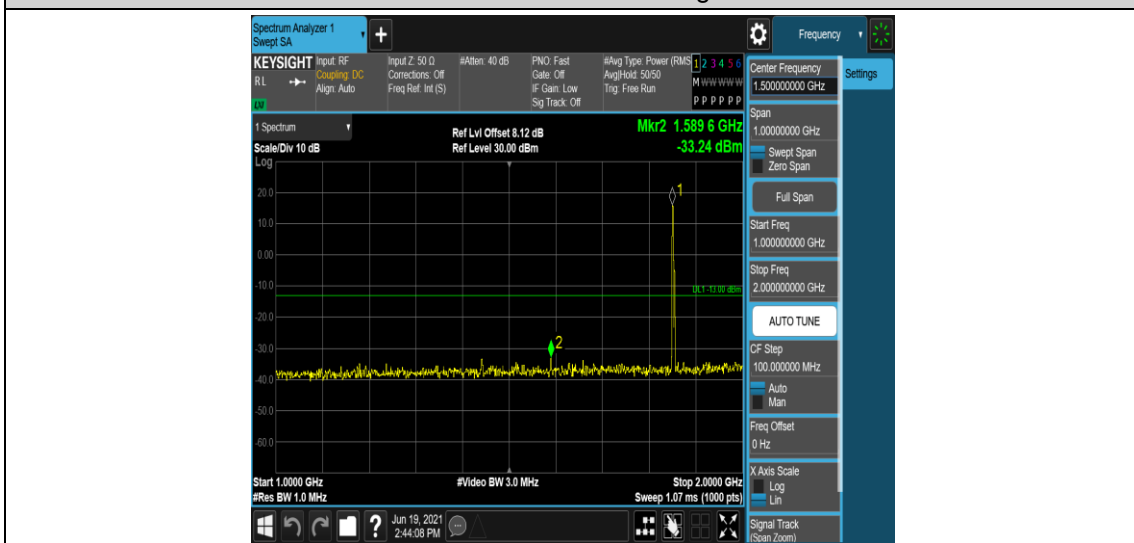 Spectrum Analyzer 1
Swept SA
+
Frequency
KEYSIGHT
RL
LXI
Input: RF
Coupling: DC
Align: Auto
Input Z: 50 Ω
Corrections: Off
Freq Ref: Int (S)
#Atten: 40 dB
PNO: Fast
Gate: Off
IF Gain: Low
Sig Track: Off
#Avg Type: Power (RMS
Avg|Hold: 50/50
Trig: Free Run
1 2 3 4 5 6
M W W W W W
P P P P P P
1 Spectrum
Scale/Div 10 dB
Log
Ref Lvl Offset 8.12 dB
Ref Level 30.00 dBm
Mkr2 1.589 6 GHz
-33.24 dBm
20.0
10.0
0.00
-10.0
-20.0
-30.0
-40.0
-50.0
-60.0
1
2
DL1 -13.00 dBm
Start 1.0000 GHz
#Res BW 1.0 MHz
#Video BW 3.0 MHz
Stop 2.0000 GHz
Sweep 1.07 ms (1000 pts)
Center Frequency
1.500000000 GHz
Settings
Span
1.00000000 GHz
Swept Span
Zero Span
Full Span
Start Freq
1.000000000 GHz
Stop Freq
2.000000000 GHz
AUTO TUNE
CF Step
100.000000 MHz
Auto
Man
Freq Offset
0 Hz
X Axis Scale
Log
Lin
Signal Track
(Span Zoom)
?
Jun 19, 2021
2:44:08 PM